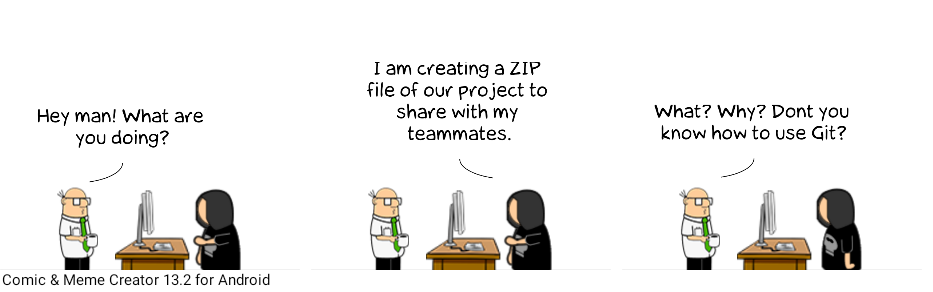 Hey man! What are
you doing?
I am creating a ZIP
file of our project to
share with my
teammates.
What? Why? Dont you
know how to use Git?
Comic & Meme Creator 13.2 for Android